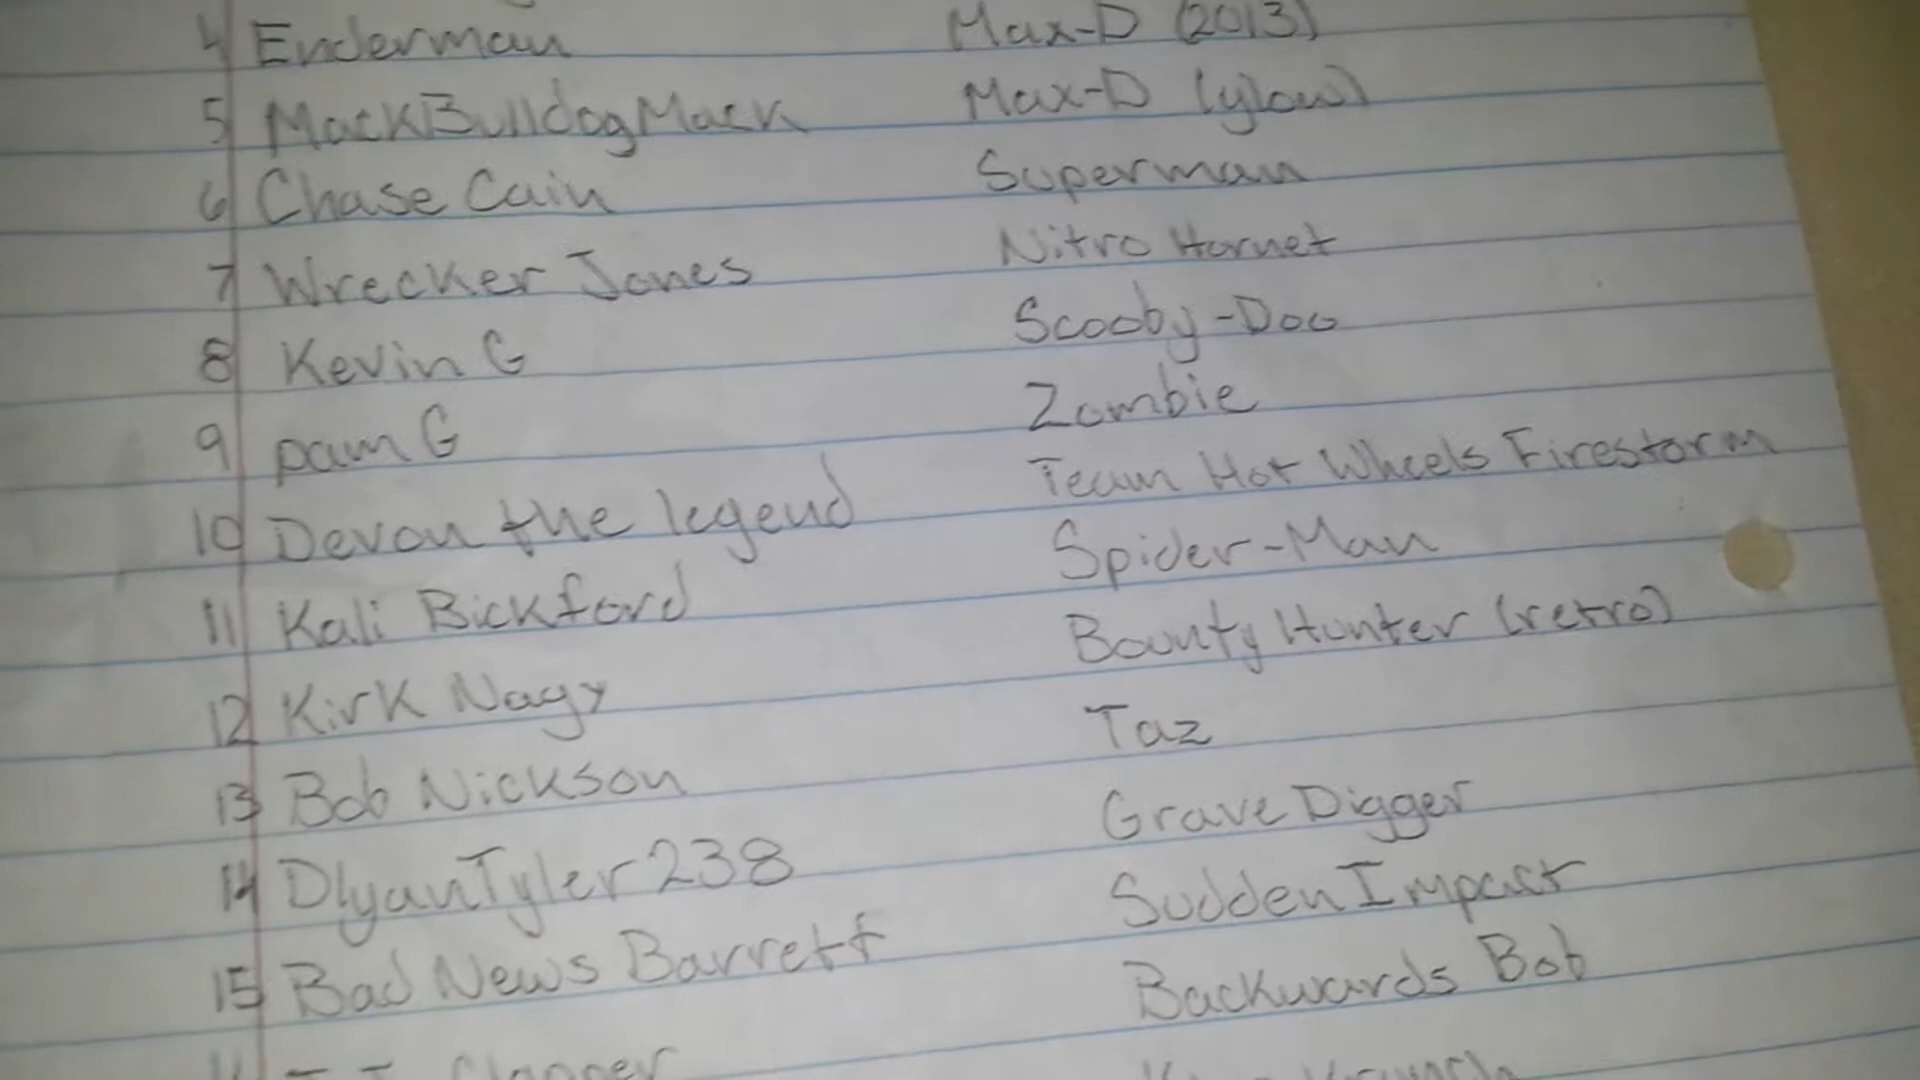 4 Enderman Max-D (2013)
5 MackBulldogMack Max-D (ylow)
6 Chase Cain Superman
7 Wrecker Jones Nitro Hornet
8 Kevin G Scooby-Doo
9 pam G Zombie
10 Devon the legend Team Hot Wheels Firestorm
11 Kali Bickford Spider-Man
12 Kirk Nagy Bounty Hunter (retro)
13 Bob Nickson Taz
14 DlyanTyler238 Grave Digger
15 Bad News Barrett Sudden Impact
Backwards Bob